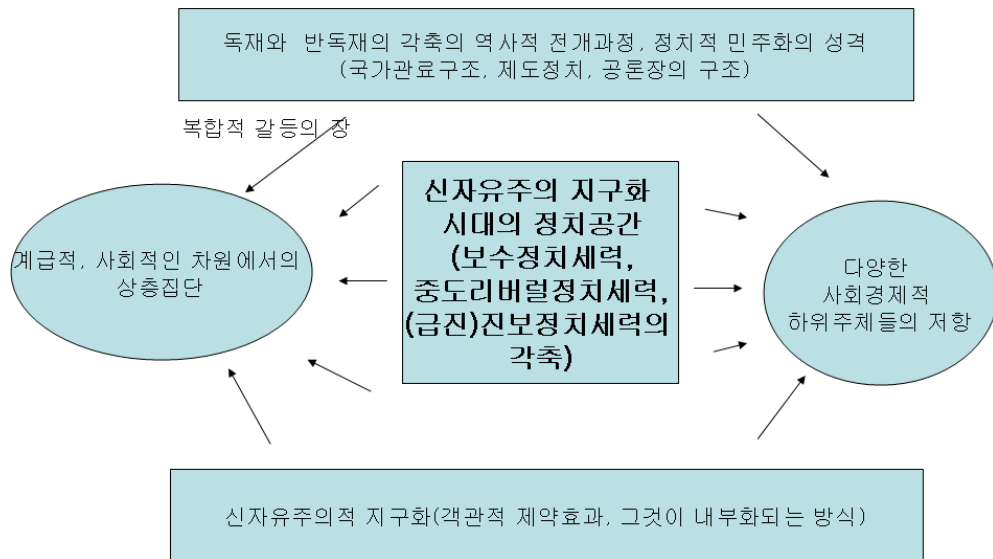 독재와 반독재의 각축의 역사적 전개과정, 정치적 민주화의 성격
(국가관료구조, 제도정치, 공론장의 구조)
복합적 갈등의 장
신자유주의 지구화
시대의 정치공간
(보수정치세력,
중도리버럴정치세력,
(급진)진보정치세력의
각축)
계급적, 사회적인 차원에서의
상층집단
다양한
사회경제적
하위주체들의 저항
신자유주의적 지구화(객관적 제약효과, 그것이 내부화되는 방식)